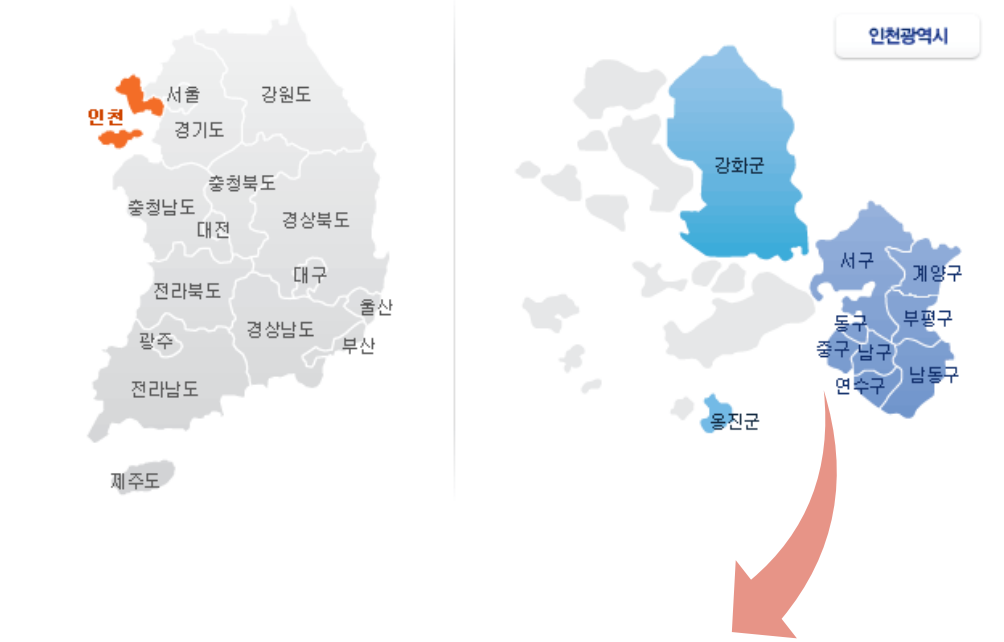 인천광역시
서울
강원도
인천
경기도
충청북도
충청남도
경상북도
대전
대구
전라북도
울산
경상남도
광주
부산
전라남도
제주도
강화군
서구
계양구
동구
부평구
중구
남구
남동구
연수구
옹진군